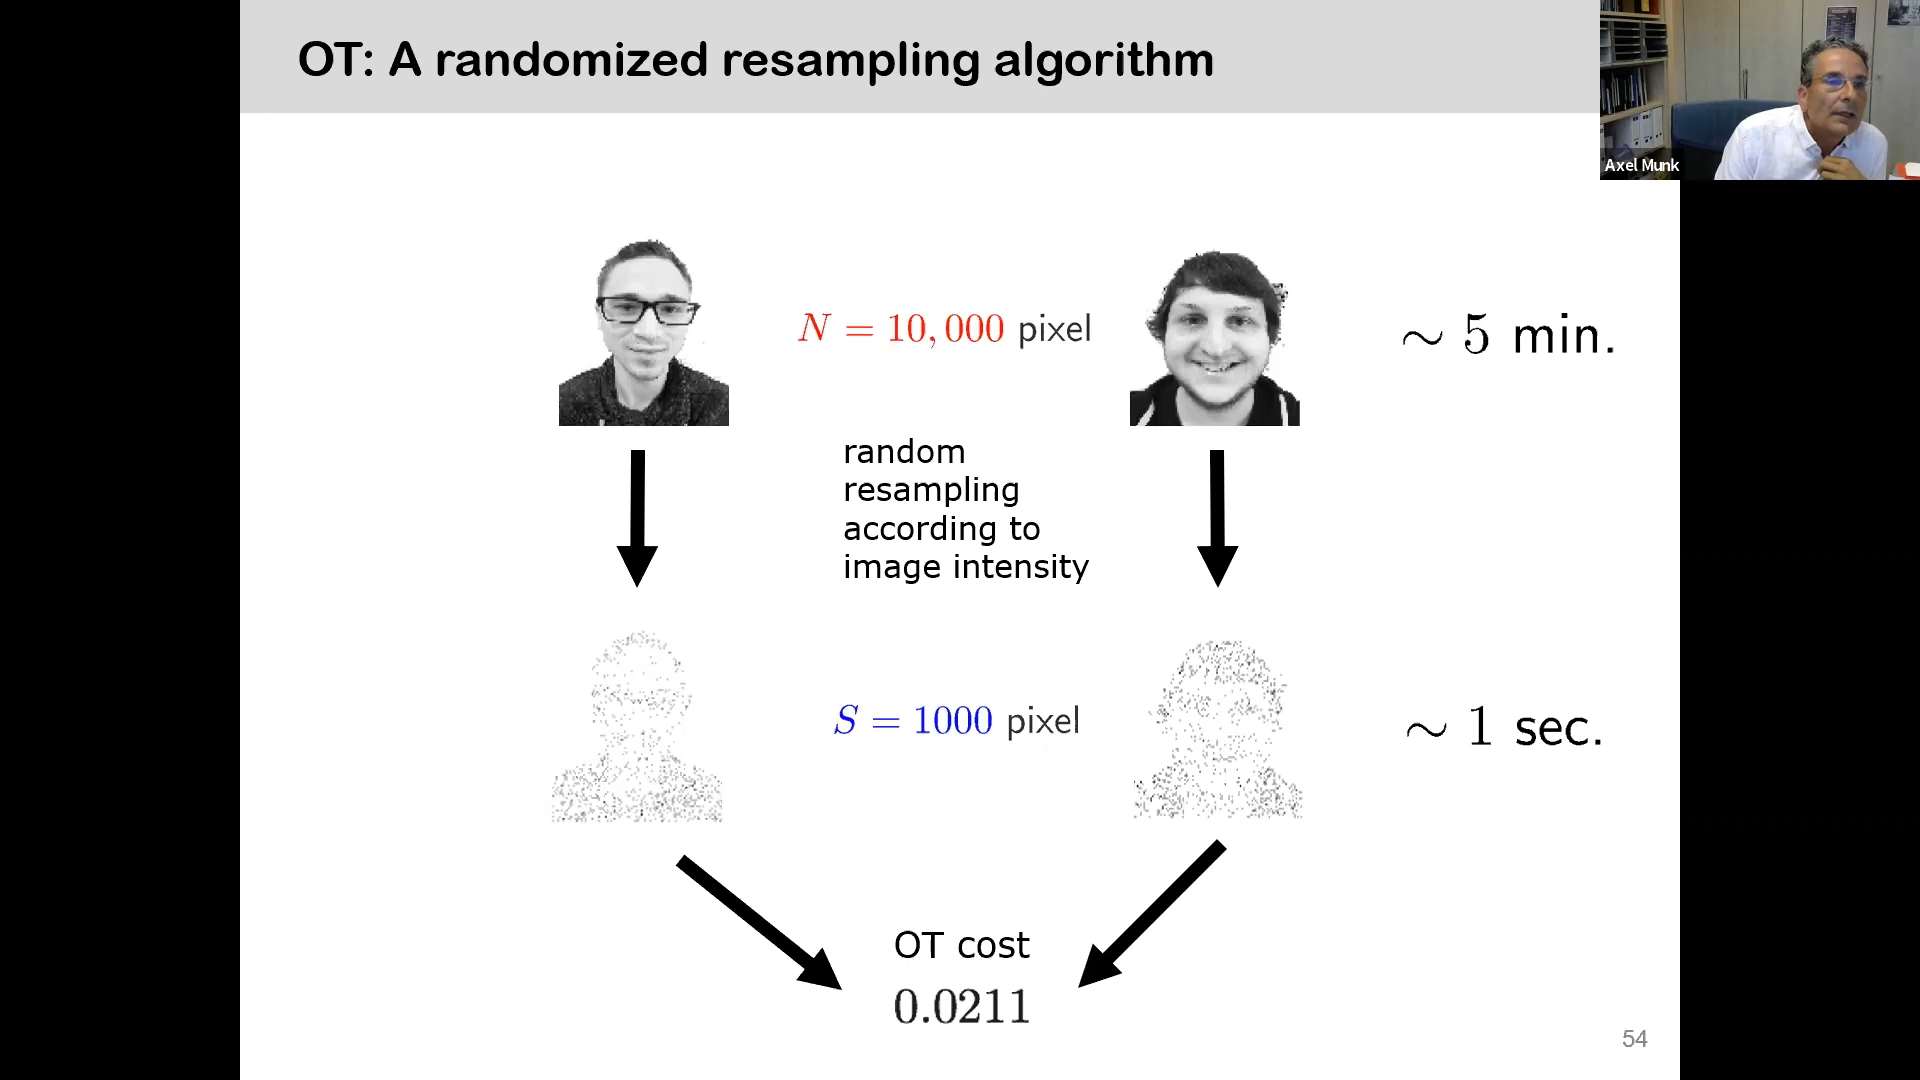 OT: A randomized resampling algorithm
Axel Munk
N = 10,000 pixel
∼ 5 min.
random
resampling
according to
image intensity
S = 1000 pixel
∼ 1 sec.
OT cost
0.0211
54